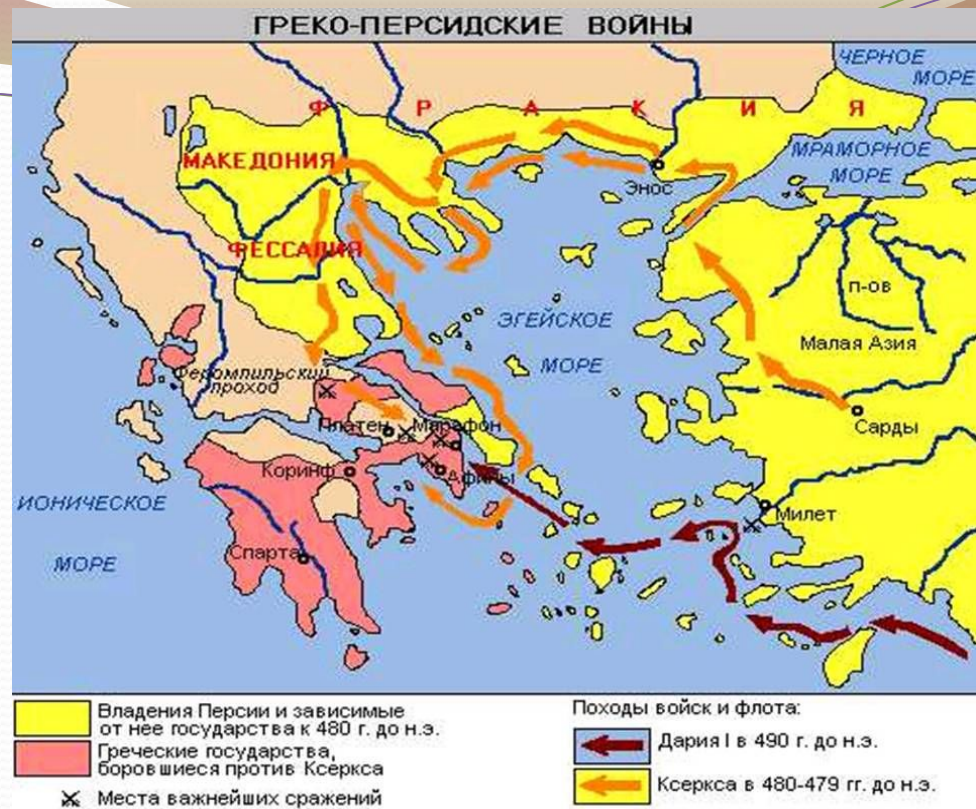 ГРЕКО-ПЕРСИДСКИЕ ВОЙНЫ
ЧЕРНОЕ
МОРЕ
ФРАКИЯ
МАКЕДОНИЯ
МРАМОРНОЕ
МОРЕ
Энос
ФЕССАЛИЯ
п-ов
Малая Азия
ЭГЕЙСКОЕ
МОРЕ
Феромпильский
проход
Платеи
Марафон
Сарды
Коринф
Афины
ИОНИЧЕСКОЕ
МОРЕ
Милет
Спарта
Владения Персии и зависимые
от нее государства к 480 г. до н.э.
Греческие государства,
боровшиеся против Ксеркса
Места важнейших сражений
Походы войск и флота:
Дария I в 490 г. до н.э.
Ксеркса в 480-479 гг. до н.э.